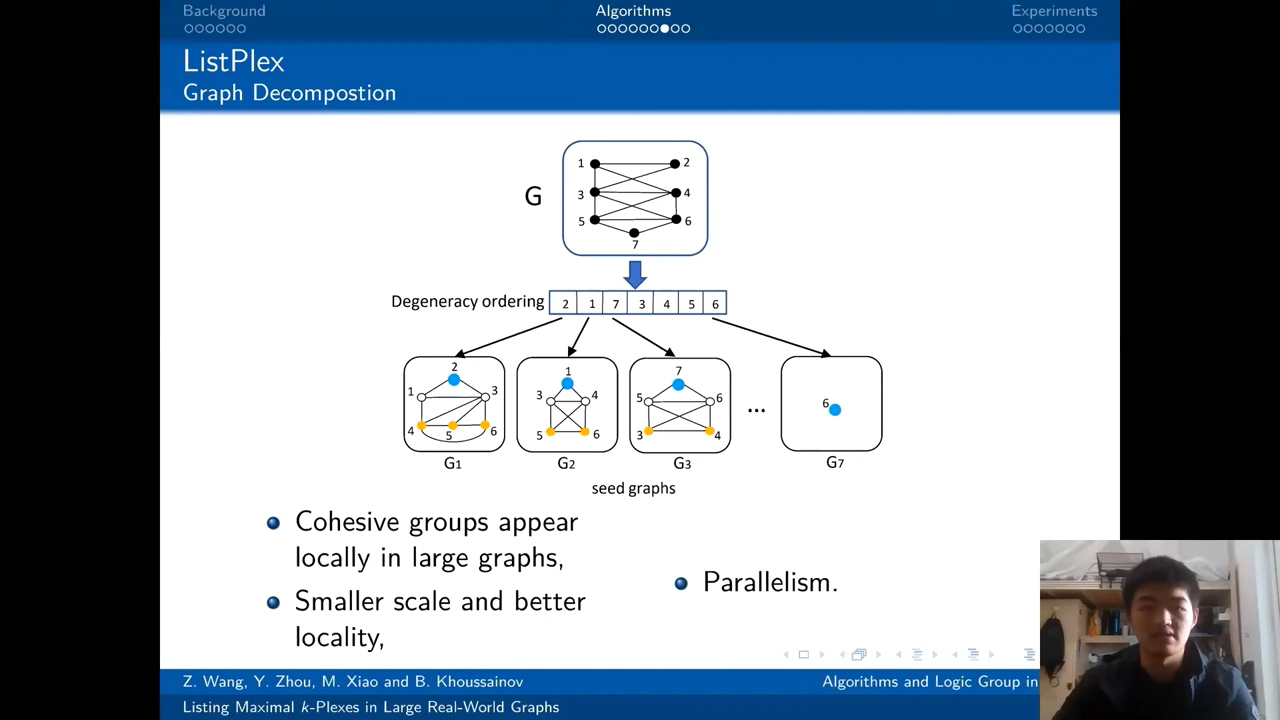 Background Algorithms Experiments
ListPlex
Graph Decompostion
1 2
G 3 4
5 6
7
Degeneracy ordering 2 1 7 3 4 5 6
2 1 7
1 3 3 4 5 6 ... 6
4 5 6 5 6 3 4
G1 G2 G3 G7
seed graphs
Cohesive groups appear
locally in large graphs,
Smaller scale and better
locality,
Parallelism.
Z. Wang, Y. Zhou, M. Xiao and B. Khoussainov Algorithms and Logic Group in
Listing Maximal k-Plexes in Large Real-World Graphs